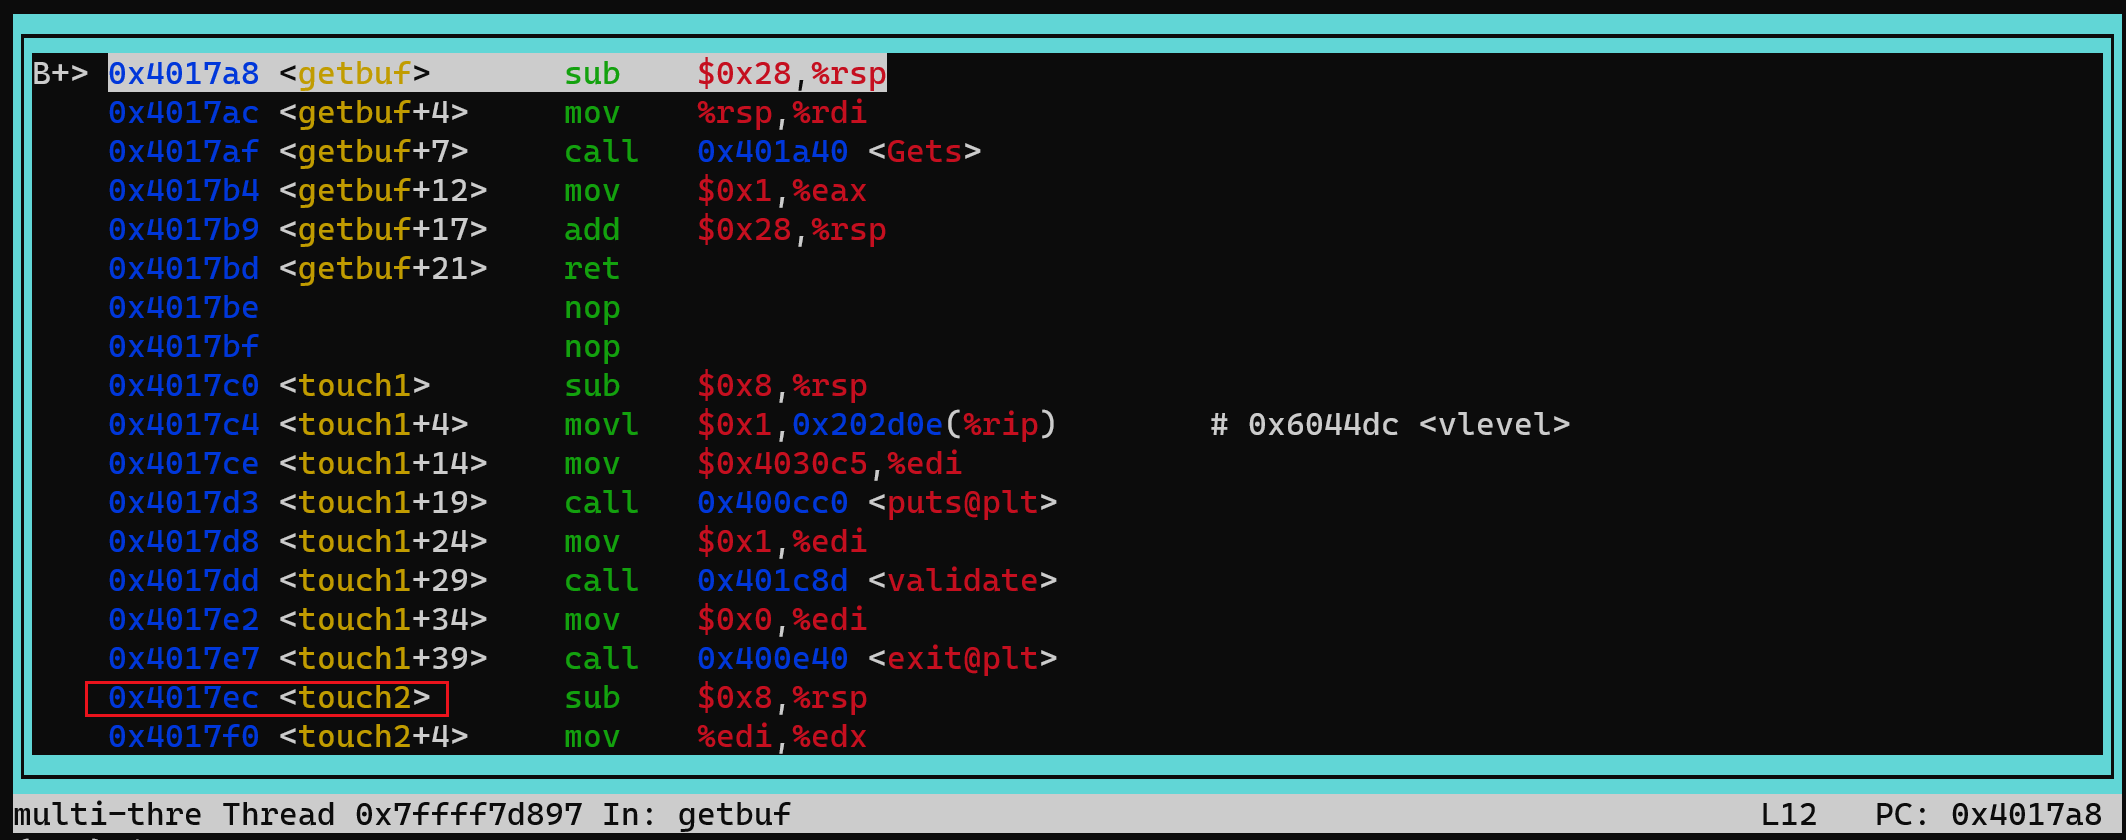 B+> 0x4017a8 <getbuf> sub $0x28,%rsp
0x4017ac <getbuf+4> mov %rsp,%rdi
0x4017af <getbuf+7> call 0x401a40 <Gets>
0x4017b4 <getbuf+12> mov $0x1,%eax
0x4017b9 <getbuf+17> add $0x28,%rsp
0x4017bd <getbuf+21> ret
0x4017be nop
0x4017bf nop
0x4017c0 <touch1> sub $0x8,%rsp
0x4017c4 <touch1+4> movl $0x1,0x202d0e(%rip) # 0x6044dc <vlevel>
0x4017ce <touch1+14> mov $0x4030c5,%edi
0x4017d3 <touch1+19> call 0x400cc0 <puts@plt>
0x4017d8 <touch1+24> mov $0x1,%edi
0x4017dd <touch1+29> call 0x401c8d <validate>
0x4017e2 <touch1+34> mov $0x0,%edi
0x4017e7 <touch1+39> call 0x400e40 <exit@plt>
0x4017ec <touch2> sub $0x8,%rsp
0x4017f0 <touch2+4> mov %edi,%edx
multi-thre Thread 0x7ffff7d897 In: getbuf L12 PC: 0x4017a8